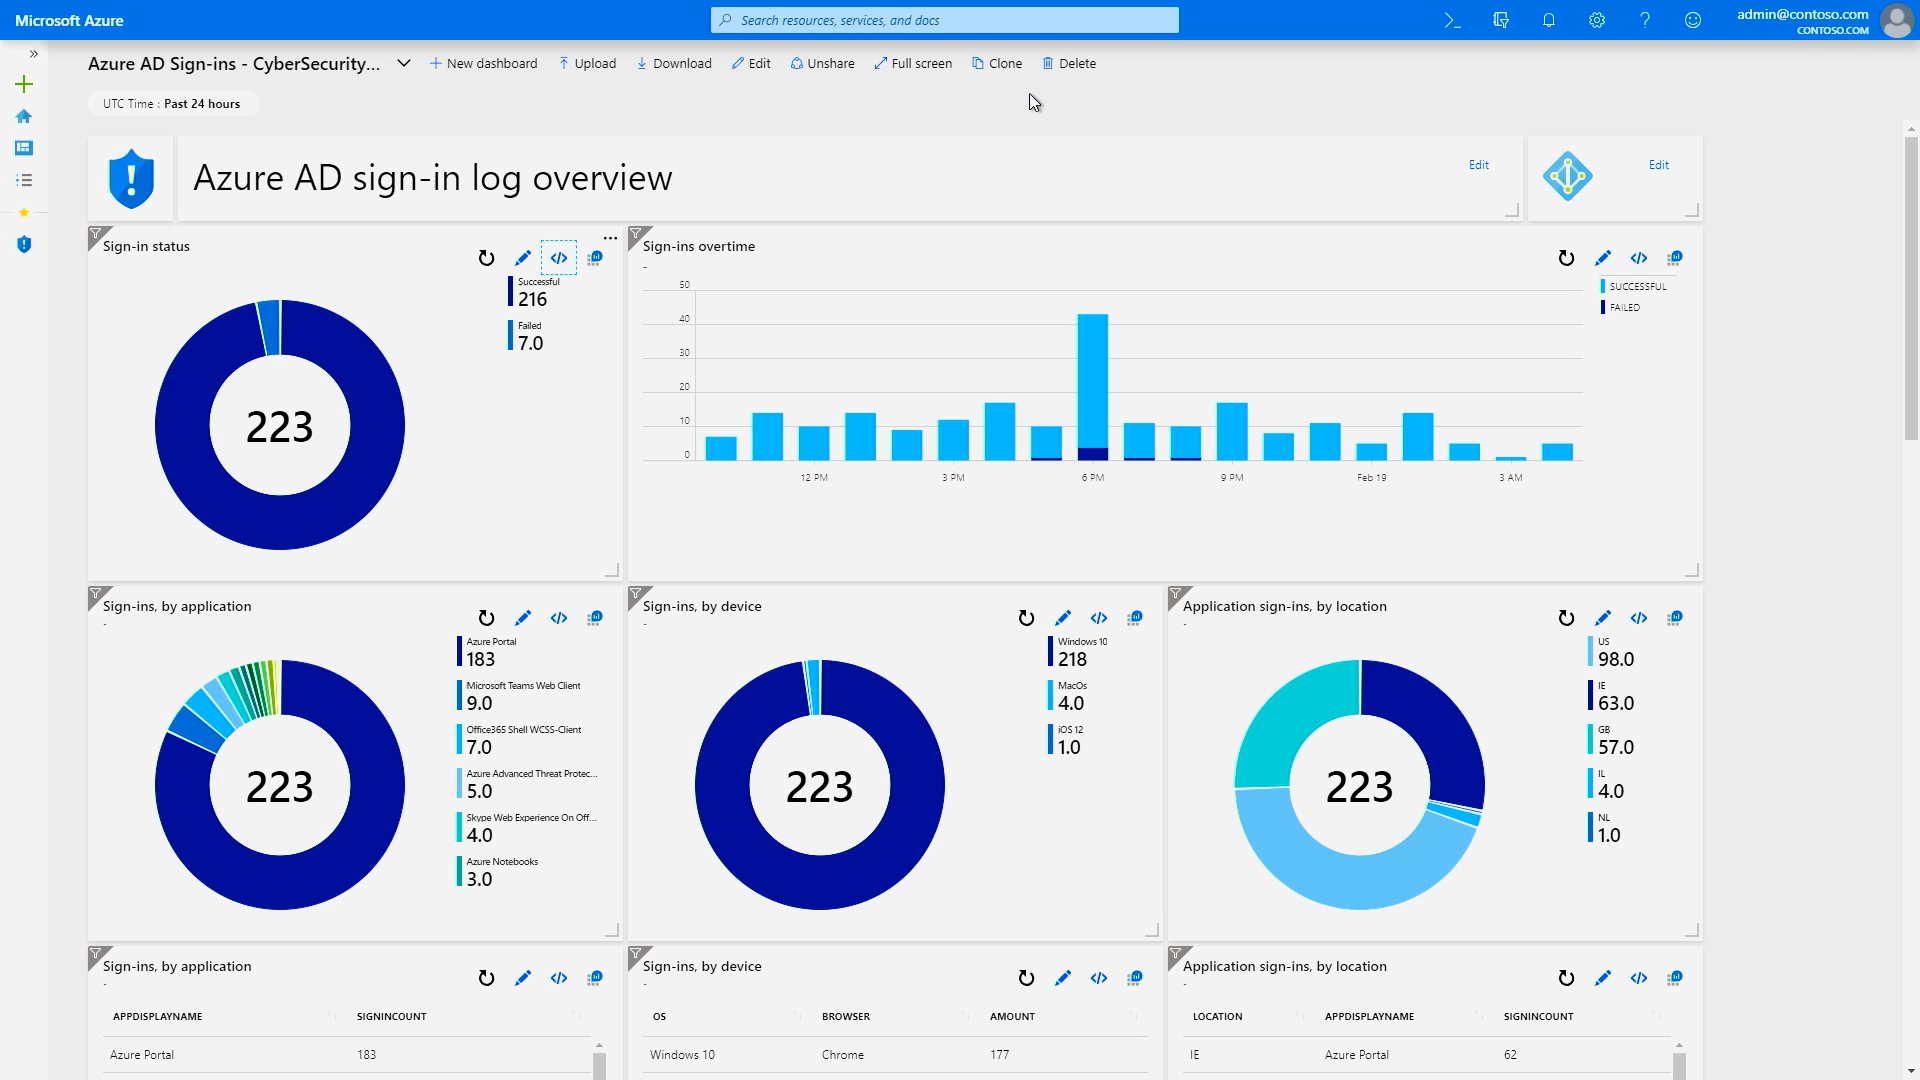 Microsoft Azure
Search resources, services, and docs
admin@contoso.com
CONTOSO.COM
Azure AD Sign-ins - CyberSecurity...
New dashboard
Upload
Download
Edit
Unshare
Full screen
Clone
Delete
UTC Time : Past 24 hours
Azure AD sign-in log overview
Edit
Edit
Sign-in status
Successful
216
Failed
7.0
223
Sign-ins overtime
-
50
40
30
20
10
0
12 PM
3 PM
6 PM
9 PM
Feb 19
3 AM
SUCCESSFUL
FAILED
Sign-ins, by application
-
Azure Portal
183
Microsoft Teams Web Client
9.0
Office365 Shell WCSS-Client
7.0
Azure Advanced Threat Protec...
5.0
Skype Web Experience On Off...
4.0
Azure Notebooks
3.0
223
Sign-ins, by device
-
Windows 10
218
MacOs
4.0
iOS 12
1.0
223
Application sign-ins, by location
-
US
98.0
IE
63.0
GB
57.0
IL
4.0
NL
1.0
223
Sign-ins, by application
-
APPDISPLAYNAME SIGNINCOUNT
Azure Portal 183
Sign-ins, by device
-
OS BROWSER AMOUNT
Windows 10 Chrome 177
Application sign-ins, by location
-
LOCATION APPDISPLAYNAME SIGNINCOUNT
IE Azure Portal 62